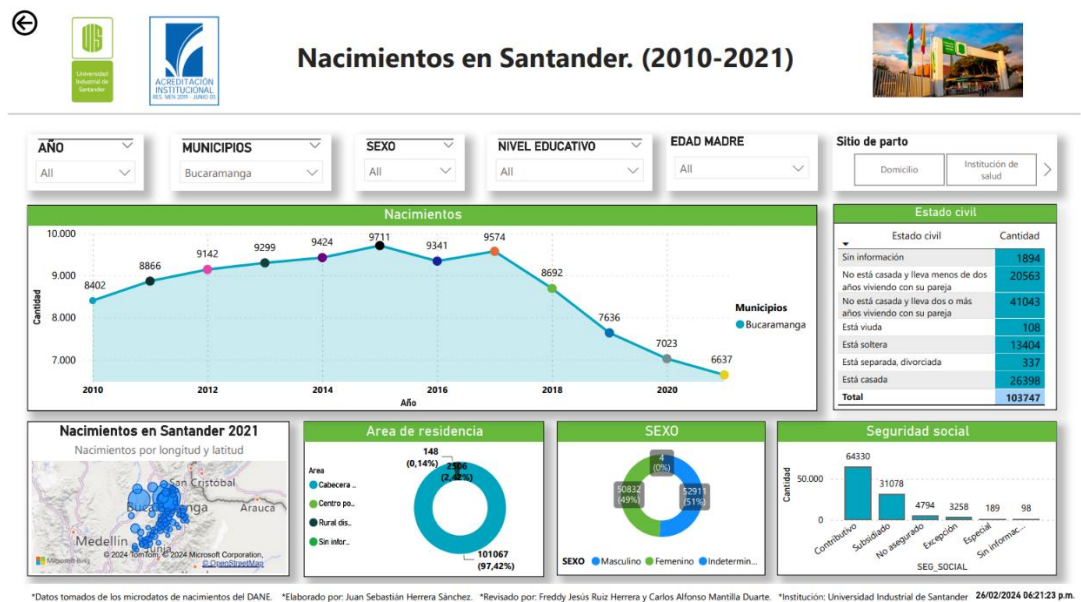 Universidad
Industrial de
Santander
ACREDITACIÓN
INSTITUCIONAL
Nacimientos en Santander. (2010-2021)
AÑO
All
MUNICIPIOS
Bucaramanga
SEXO
All
NIVEL EDUCATIVO
All
EDAD MADRE
All
Sitio de parto
Domicilio
Institución de
salud
Nacimientos
Cantidad
10.000
9.000
8.000
7.000
8402
8866
9142
9299
9424
9711
9341
9574
8692
7636
7023
6637
2010
2012
2014
2016
2018
2020
Año
Municipios
Bucaramanga
Estado civil
Estado civil Cantidad
Sin información 1894
No está casada y lleva menos de dos 20563
años viviendo con su pareja
No está casada y lleva dos o más 41043
años viviendo con su pareja
Está viuda 108
Está soltera 13404
Está separada, divorciada 337
Está casada 26398
Total 103747
Nacimientos en Santander 2021
Nacimientos por longitud y latitud
San Cristóbal
Arauca
Medellín
Tunja
Microsoft Bing
© 2024 TomTom, © 2024 Microsoft Corporation,
© OpenStreetMap
Area de residencia
Area
Cabecera ..
Centro po..
Rural dis..
Sin infor..
148
(0,14%)
2506
(2,42%)
101067
(97,42%)
SEXO
4
(0%)
50832
(49%)
52911
(51%)
SEXO Masculino Femenino Indetermin...
Seguridad social
Cantidad
50.000
0
64330
31078
4794
3258
189
98
Contributivo
Subsidiado
No asegurado
Excepción
Especial
Sin informac...
SEG_SOCIAL
*Datos tomados de los microdatos de nacimientos del DANE. *Elaborado por: Juan Sebastián Herrera Sánchez. *Revisado por: Freddy Jesús Ruiz Herrera y Carlos Alfonso Mantilla Duarte. *Institución: Universidad Industrial de Santander 26/02/2024 06:21:23 p.m.